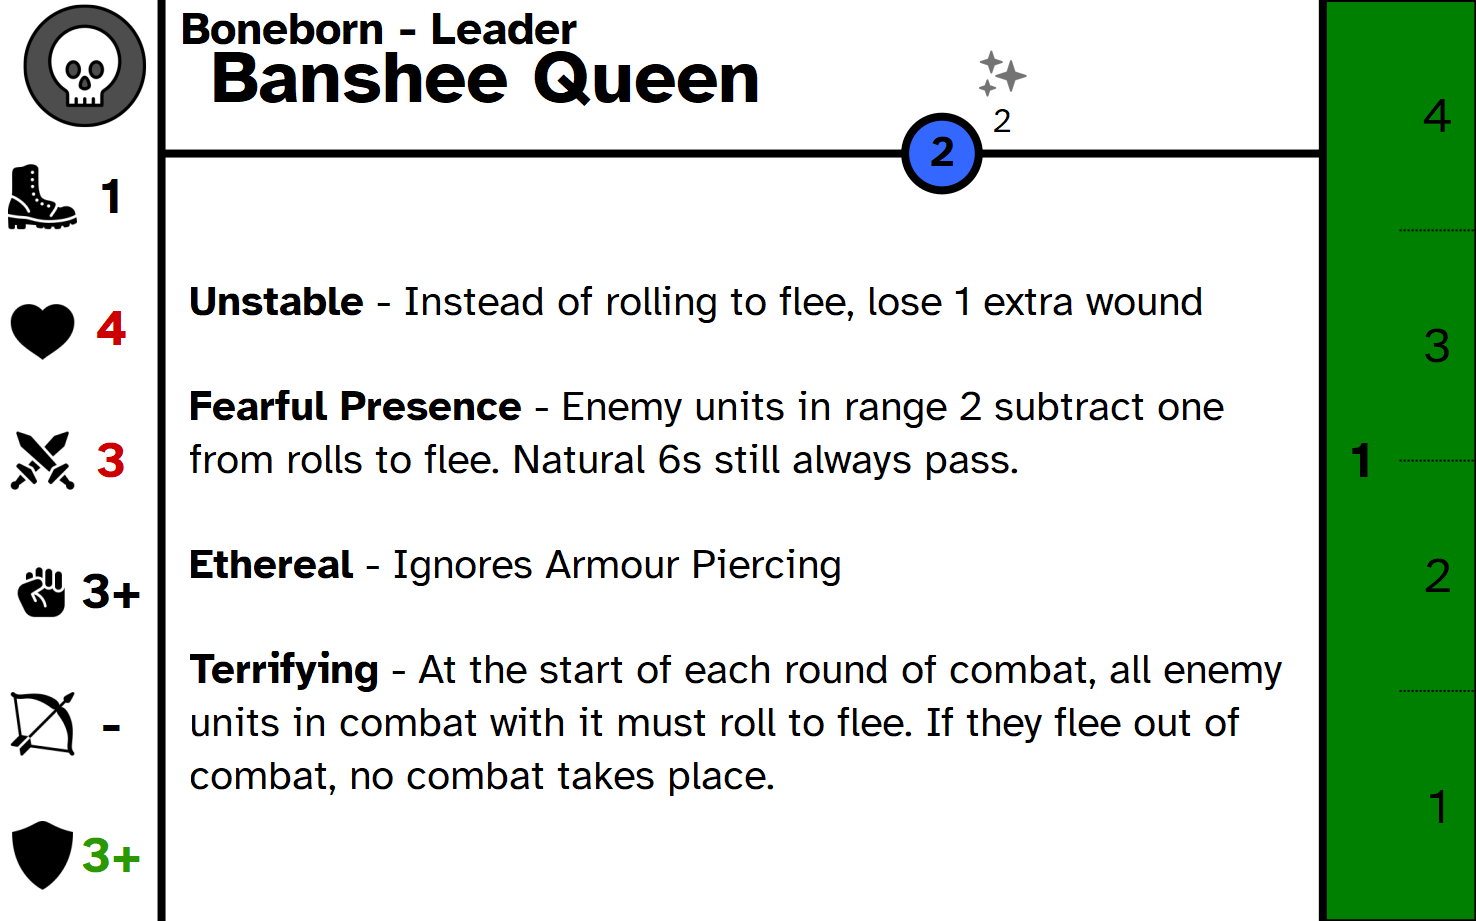 Boneborn - Leader
Banshee Queen
2
2
1
4
3
3+
-
3+
Unstable - Instead of rolling to flee, lose 1 extra wound
Fearful Presence - Enemy units in range 2 subtract one
from rolls to flee. Natural 6s still always pass.
Ethereal - Ignores Armour Piercing
Terrifying - At the start of each round of combat, all enemy
units in combat with it must roll to flee. If they flee out of
combat, no combat takes place.
4
3
1
2
1